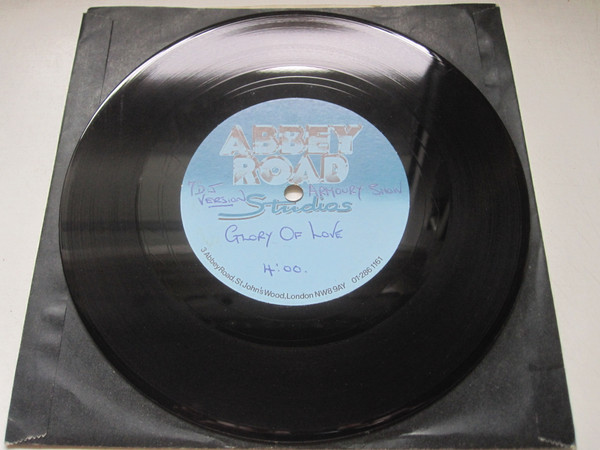 ABBEY
ROAD
Studios
7" DJ
VERSION
ARMOURY SHOW
GLORY OF LOVE
4:00.
3 Abbey Road, St. John's Wood, London NW8 9AY 01-286 1161